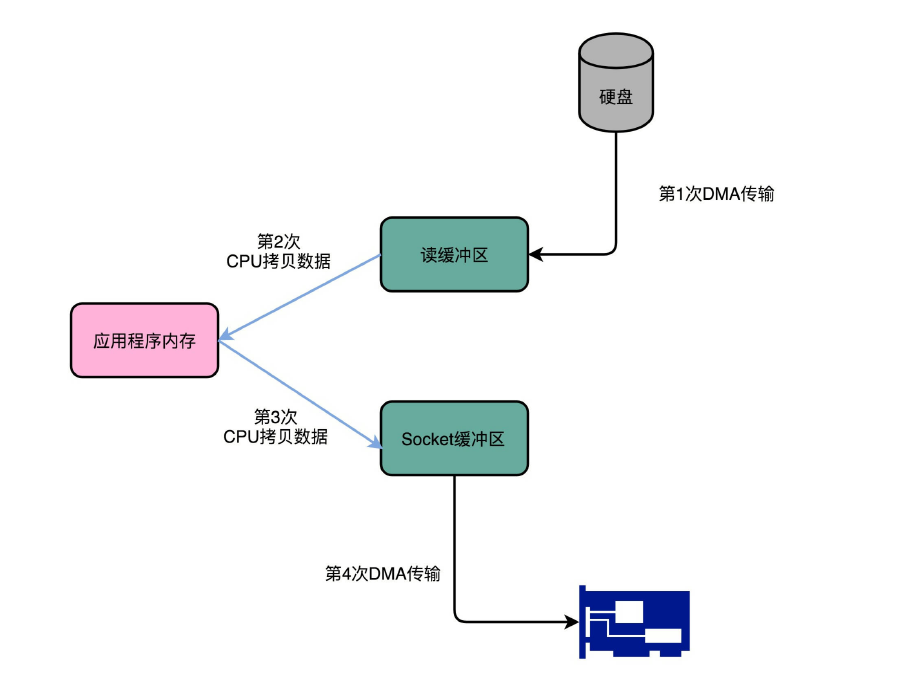 硬盘
第1次DMA传输
读缓冲区
第2次
CPU拷贝数据
应用程序内存
第3次
CPU拷贝数据
Socket缓冲区
第4次DMA传输